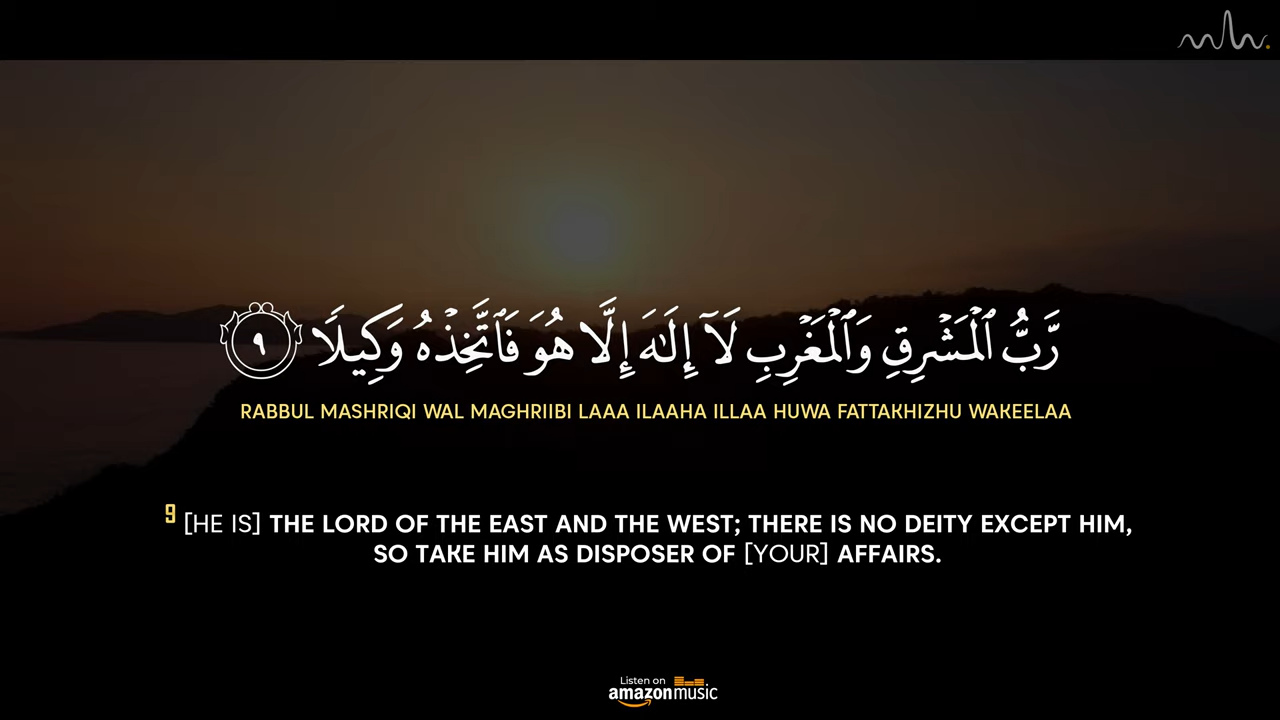 رَّبُّ ٱلْمَشْرِقِ وَٱلْمَغْرِبِ لَآ إِلَٰهَ إِلَّا هُوَ فَٱتَّخِذْهُ وَكِيلًا ٩
RABBUL MASHRIQI WAL MAGHRIIBI LAAA ILAAHA ILLAA HUWA FATTAKHIZHU WAKEELAA
9 [HE IS] THE LORD OF THE EAST AND THE WEST; THERE IS NO DEITY EXCEPT HIM,
SO TAKE HIM AS DISPOSER OF [YOUR] AFFAIRS.
Listen on
amazon music